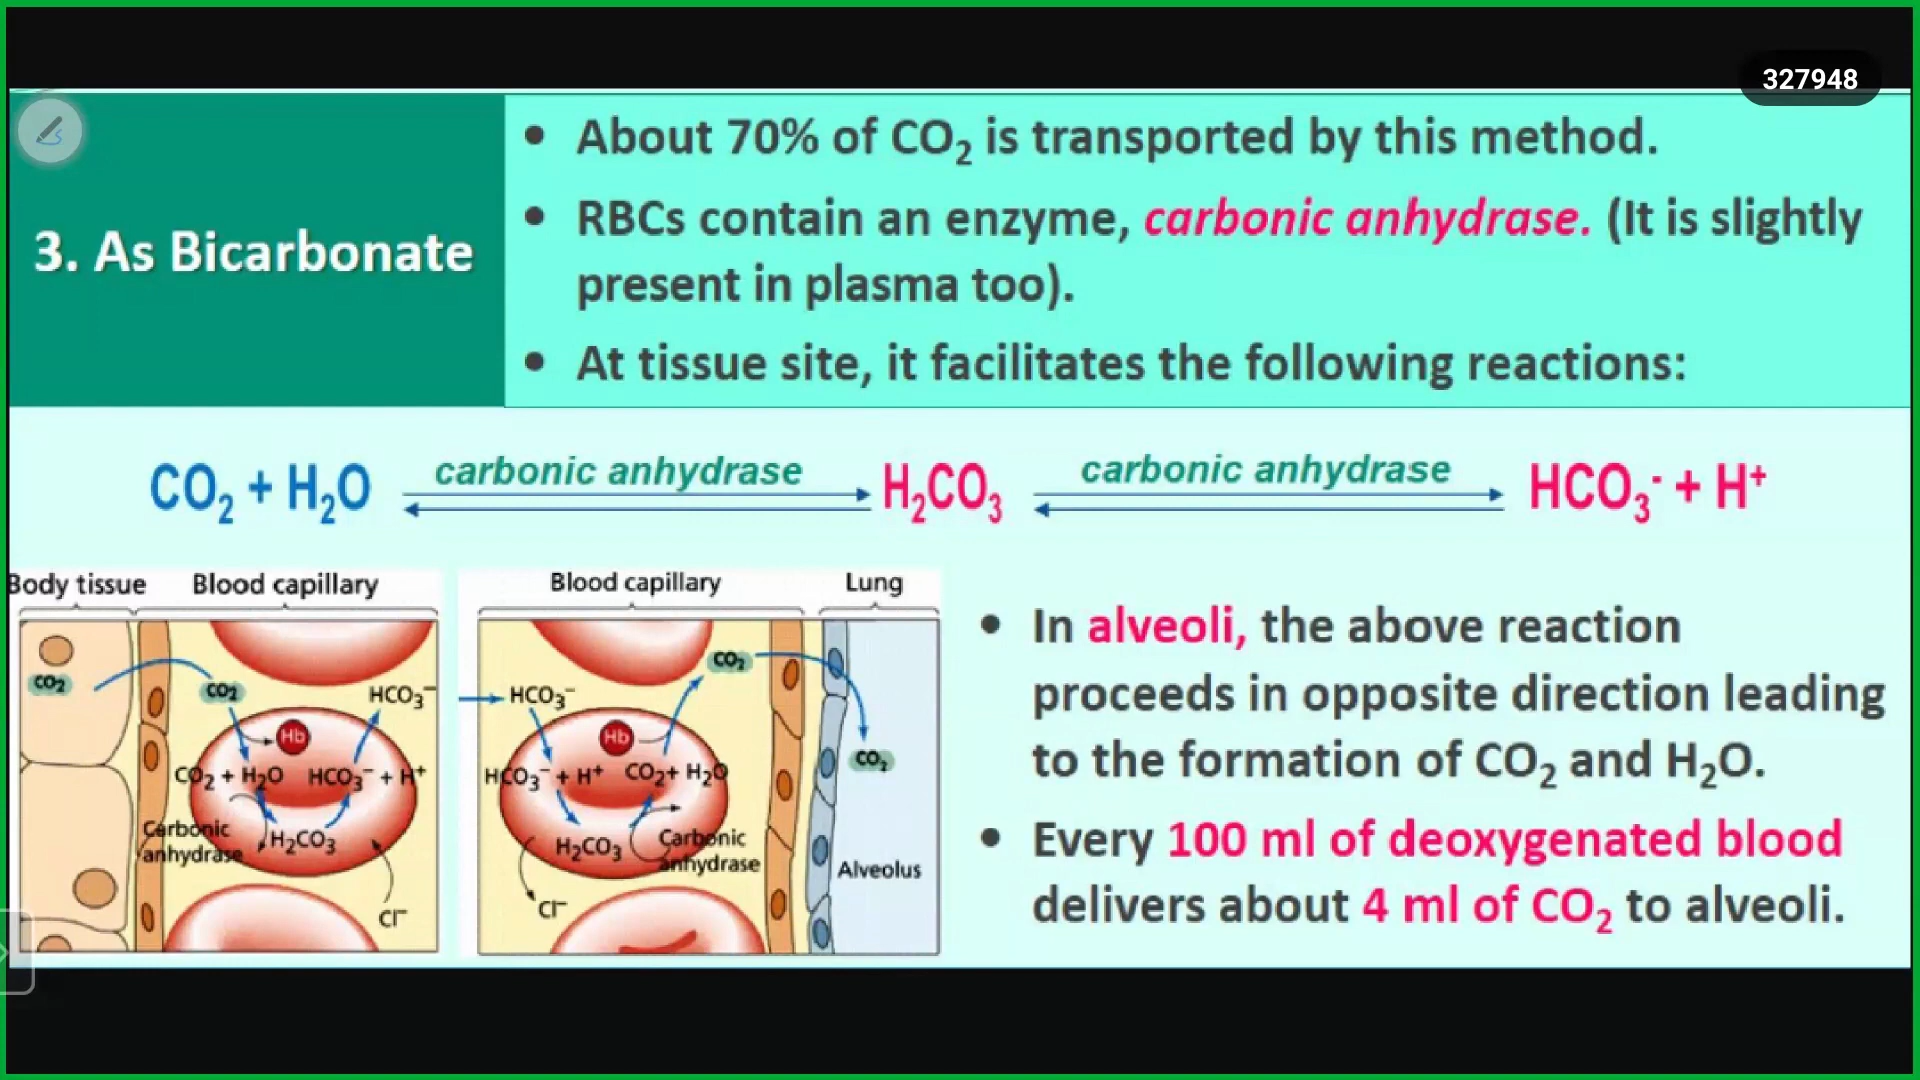 327948
3. As Bicarbonate
• About 70% of CO₂ is transported by this method.
• RBCs contain an enzyme, carbonic anhydrase. (It is slightly
present in plasma too).
• At tissue site, it facilitates the following reactions:
CO₂ + H₂O carbonic anhydrase H₂CO₃ carbonic anhydrase HCO₃⁻ + H⁺
Body tissue Blood capillary
CO₂ CO₂ HCO₃⁻
Hb
CO₂ + H₂O HCO₃⁻ + H⁺
Carbonic
anhydrase
H₂CO₃
Cl⁻
Blood capillary Lung
CO₂
HCO₃⁻
Hb
CO₂
HCO₃⁻ + H⁺ CO₂+ H₂O
H₂CO₃
Carbonic
anhydrase
Alveolus
Cl⁻
• In alveoli, the above reaction
proceeds in opposite direction leading
to the formation of CO₂ and H₂O.
• Every 100 ml of deoxygenated blood
delivers about 4 ml of CO₂ to alveoli.